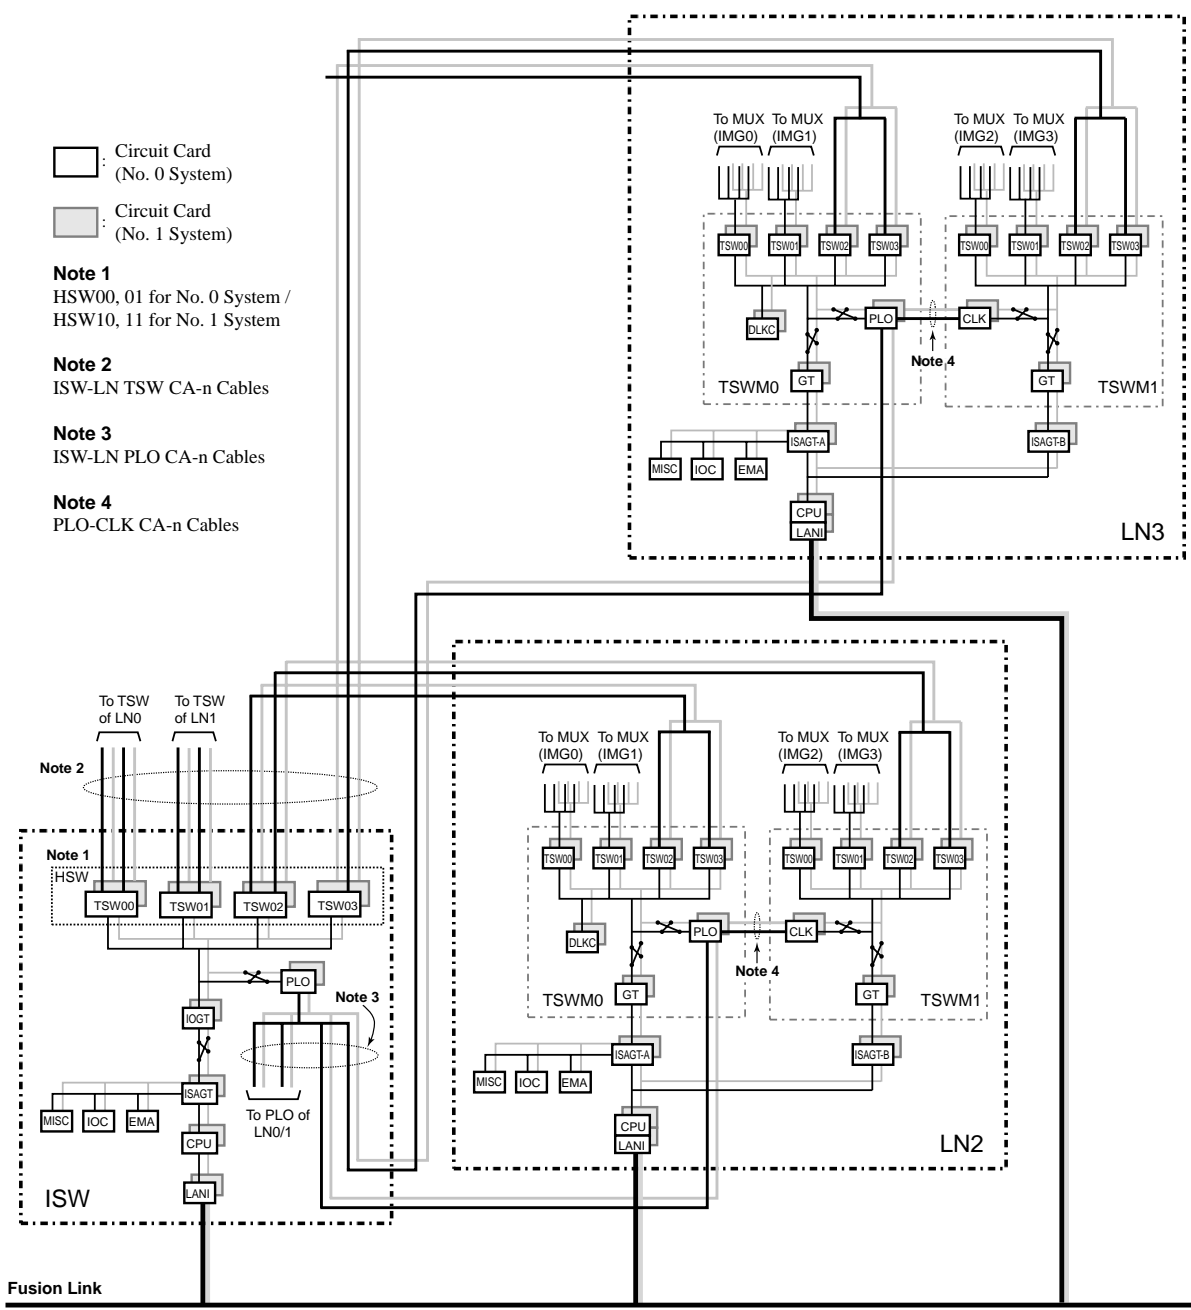 : Circuit Card
(No. 0 System)
: Circuit Card
(No. 1 System)
Note 1
HSW00, 01 for No. 0 System /
HSW10, 11 for No. 1 System
Note 2
ISW-LN TSW CA-n Cables
Note 3
ISW-LN PLO CA-n Cables
Note 4
PLO-CLK CA-n Cables
To MUX
(IMG0)
To MUX
(IMG1)
To MUX
(IMG2)
To MUX
(IMG3)
TSW00
TSW01
TSW02
TSW03
TSW00
TSW01
TSW02
TSW03
DLKC
PLO
CLK
Note 4
GT
TSWM0
GT
TSWM1
ISAGT-A
ISAGT-B
MISC
IOC
EMA
CPU
LANI
LN3
To MUX
(IMG0)
To MUX
(IMG1)
To MUX
(IMG2)
To MUX
(IMG3)
TSW00
TSW01
TSW02
TSW03
TSW00
TSW01
TSW02
TSW03
DLKC
PLO
CLK
Note 4
TSWM0
GT
GT
TSWM1
ISAGT-A
ISAGT-B
MISC
IOC
EMA
CPU
LANI
LN2
To TSW
of LN0
To TSW
of LN1
Note 2
Note 1
HSW
TSW00
TSW01
TSW02
TSW03
PLO
Note 3
IOGT
ISAGT
To PLO of
LN0/1
MISC
IOC
EMA
CPU
LANI
ISW
Fusion Link